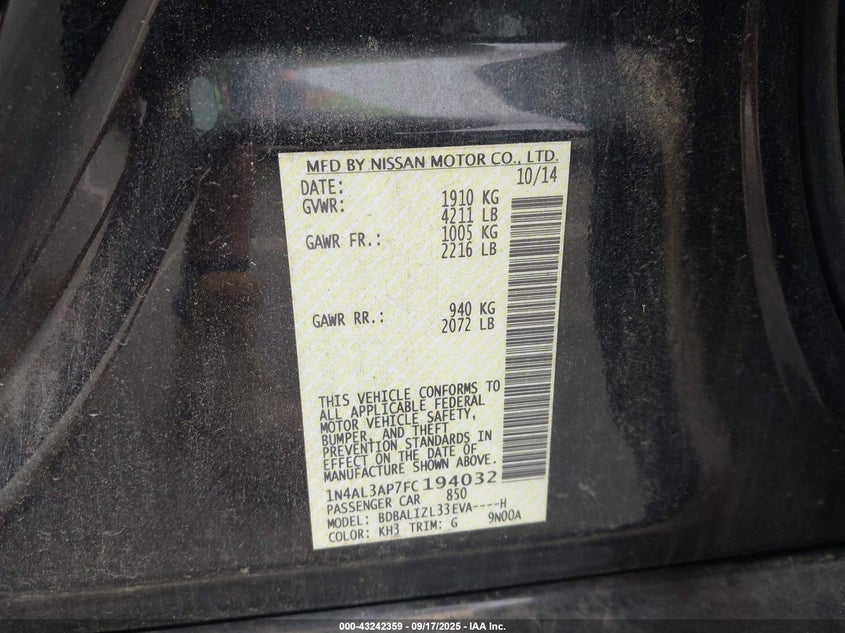 MFD BY NISSAN MOTOR CO., LTD.
DATE: 10/14
GVWR: 1910 KG
4211 LB
GAWR FR.: 1005 KG
2216 LB
GAWR RR.: 940 KG
2072 LB
THIS VEHICLE CONFORMS TO
ALL APPLICABLE FEDERAL
MOTOR VEHICLE SAFETY,
BUMPER, AND THEFT
PREVENTION STANDARDS IN
EFFECT ON THE DATE OF
MANUFACTURE SHOWN ABOVE.
1N4AL3AP7FC194032
PASSENGER CAR 850
MODEL: BDBALIZL33EVA----H
COLOR: KH3 TRIM: G 9N00A
000-43242359 | 09/17/2025 | IAA Inc.